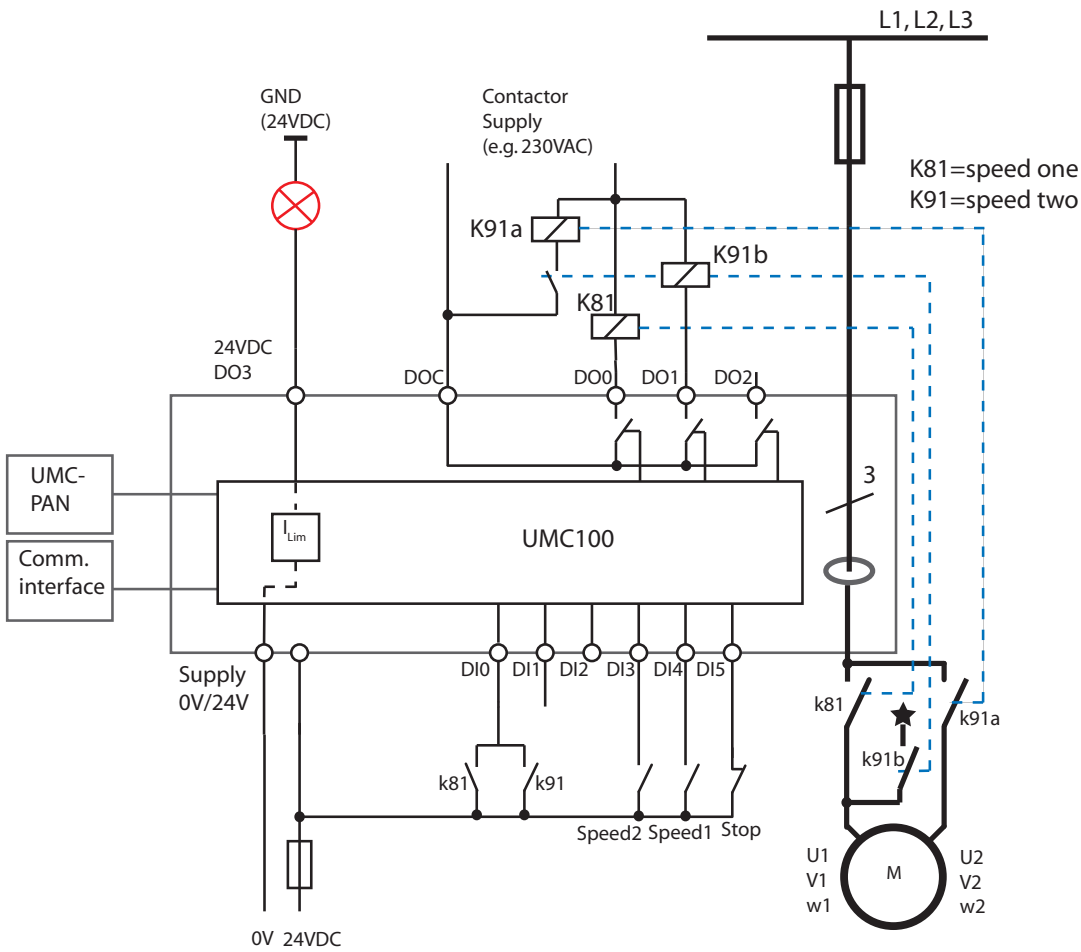 L1, L2, L3
GND
(24VDC)
Contactor
Supply
(e.g. 230VAC)
K81=speed one
K91=speed two
K91a
K91b
K81
24VDC
DO3
DOC
DO0
DO1
DO2
UMC-
PAN
Comm.
interface
ILim
UMC100
3
Supply
0V/24V
DI0
DI1
DI2
DI3
DI4
DI5
k81
k91a
k91b
k81
k91
Speed2
Speed1
Stop
U1
V1
w1
M
U2
V2
w2
0V
24VDC